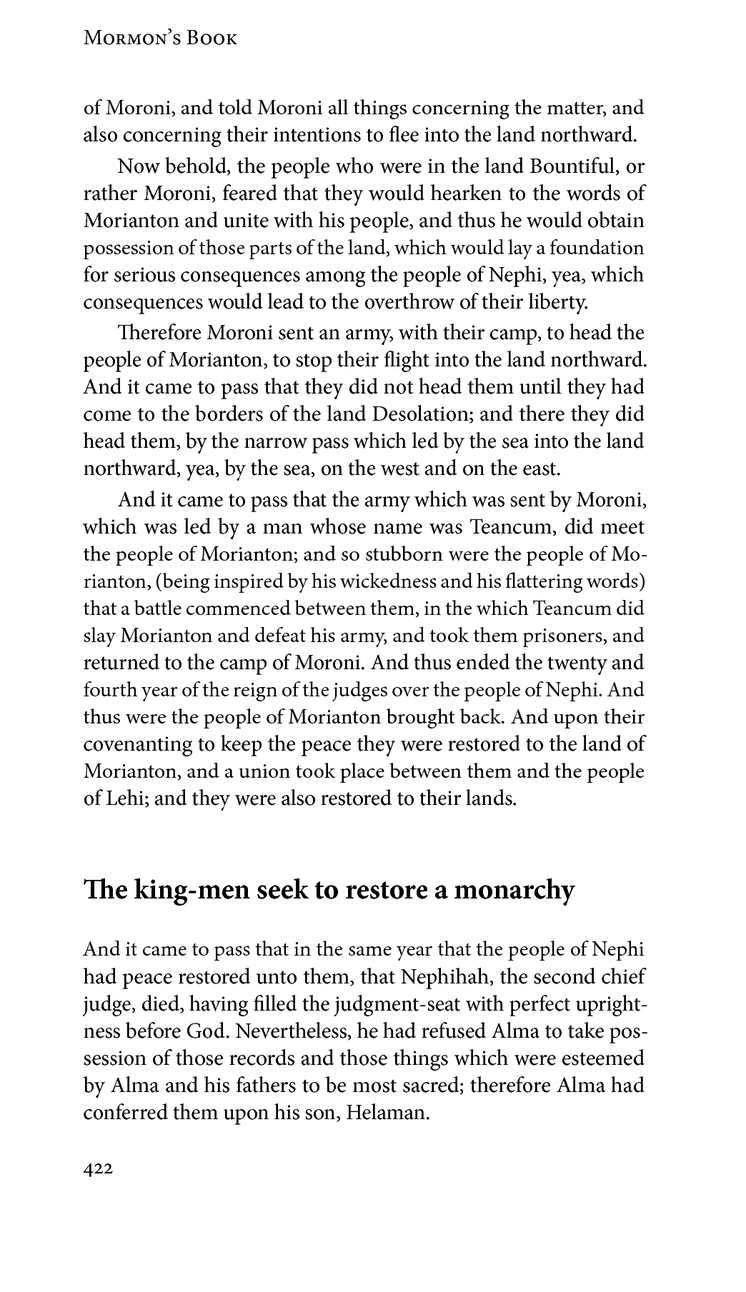 Mormon's Book
of Moroni, and told Moroni all things concerning the matter, and
also concerning their intentions to flee into the land northward.
Now behold, the people who were in the land Bountiful, or
rather Moroni, feared that they would hearken to the words of
Morianton and unite with his people, and thus he would obtain
possession of those parts of the land, which would lay a foundation
for serious consequences among the people of Nephi, yea, which
consequences would lead to the overthrow of their liberty.
Therefore Moroni sent an army, with their camp, to head the
people of Morianton, to stop their flight into the land northward.
And it came to pass that they did not head them until they had
come to the borders of the land Desolation; and there they did
head them, by the narrow pass which led by the sea into the land
northward, yea, by the sea, on the west and on the east.
And it came to pass that the army which was sent by Moroni,
which was led by a man whose name was Teancum, did meet
the people of Morianton; and so stubborn were the people of Mo-
rianton, (being inspired by his wickedness and his flattering words)
that a battle commenced between them, in the which Teancum did
slay Morianton and defeat his army, and took them prisoners, and
returned to the camp of Moroni. And thus ended the twenty and
fourth year of the reign of the judges over the people of Nephi. And
thus were the people of Morianton brought back. And upon their
covenanting to keep the peace they were restored to the land of
Morianton, and a union took place between them and the people
of Lehi; and they were also restored to their lands.
The king-men seek to restore a monarchy
And it came to pass that in the same year that the people of Nephi
had peace restored unto them, that Nephihah, the second chief
judge, died, having filled the judgment-seat with perfect upright-
ness before God. Nevertheless, he had refused Alma to take pos-
session of those records and those things which were esteemed
by Alma and his fathers to be most sacred; therefore Alma had
conferred them upon his son, Helaman.
422